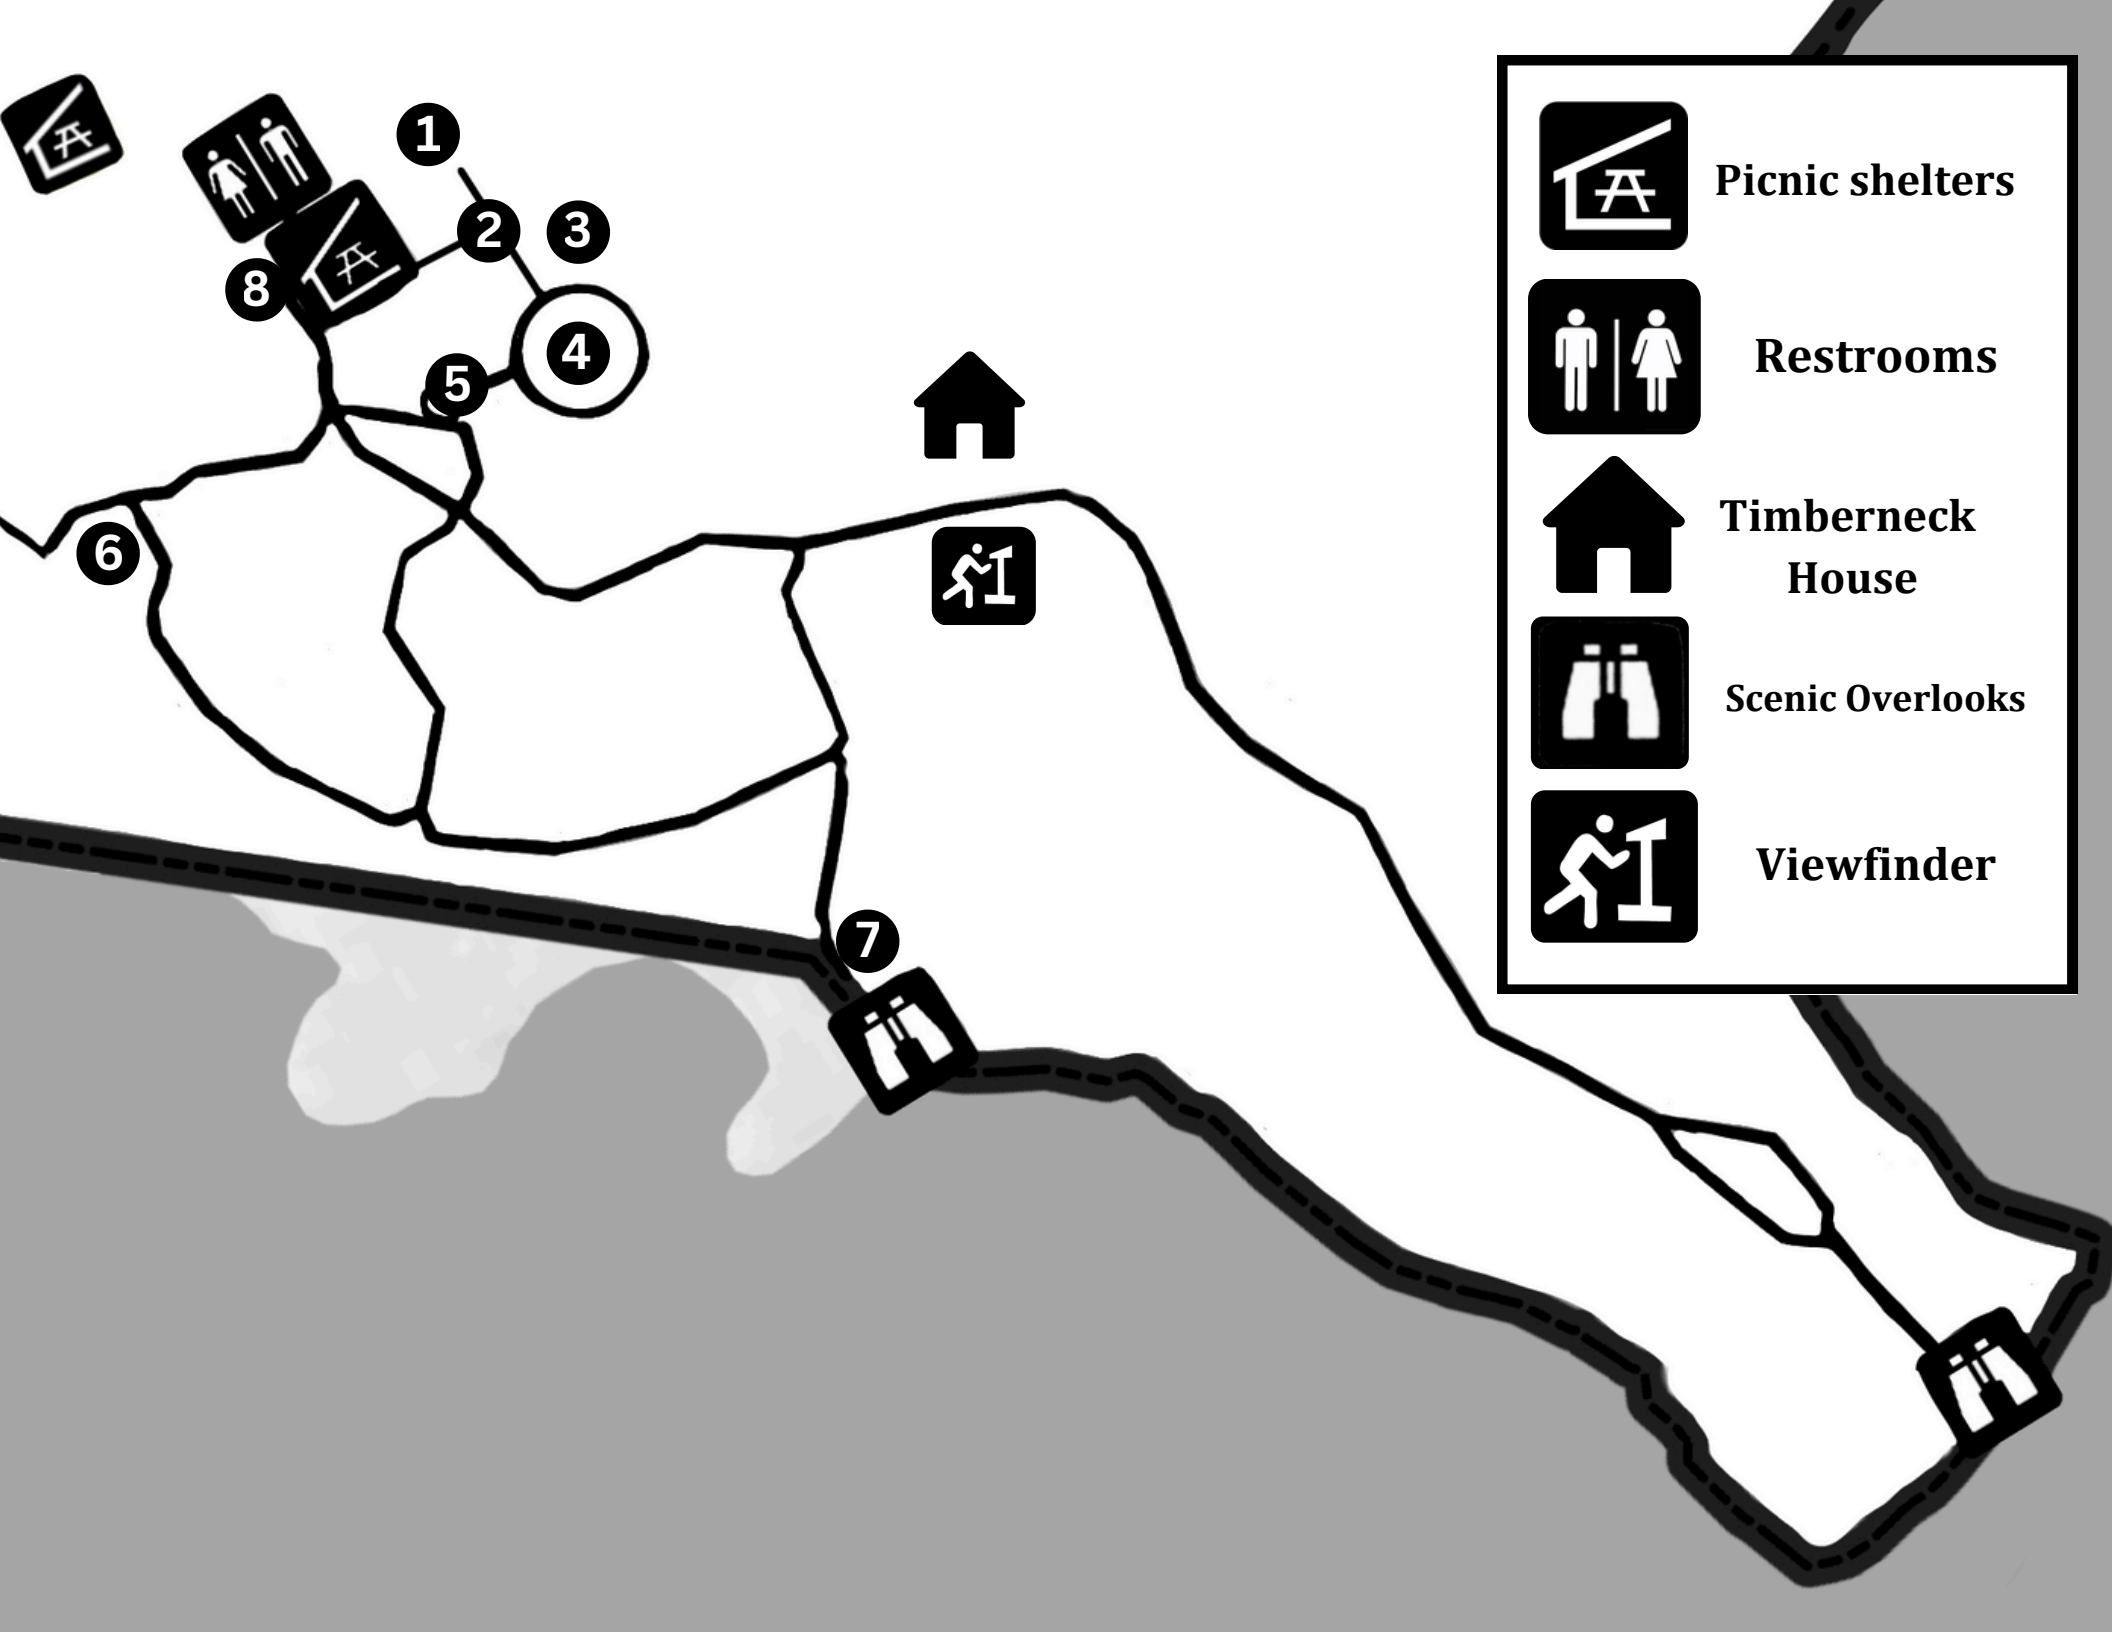 1
2
3
8
4
5
6
7
Picnic shelters
Restrooms
Timberneck
House
Scenic Overlooks
Viewfinder